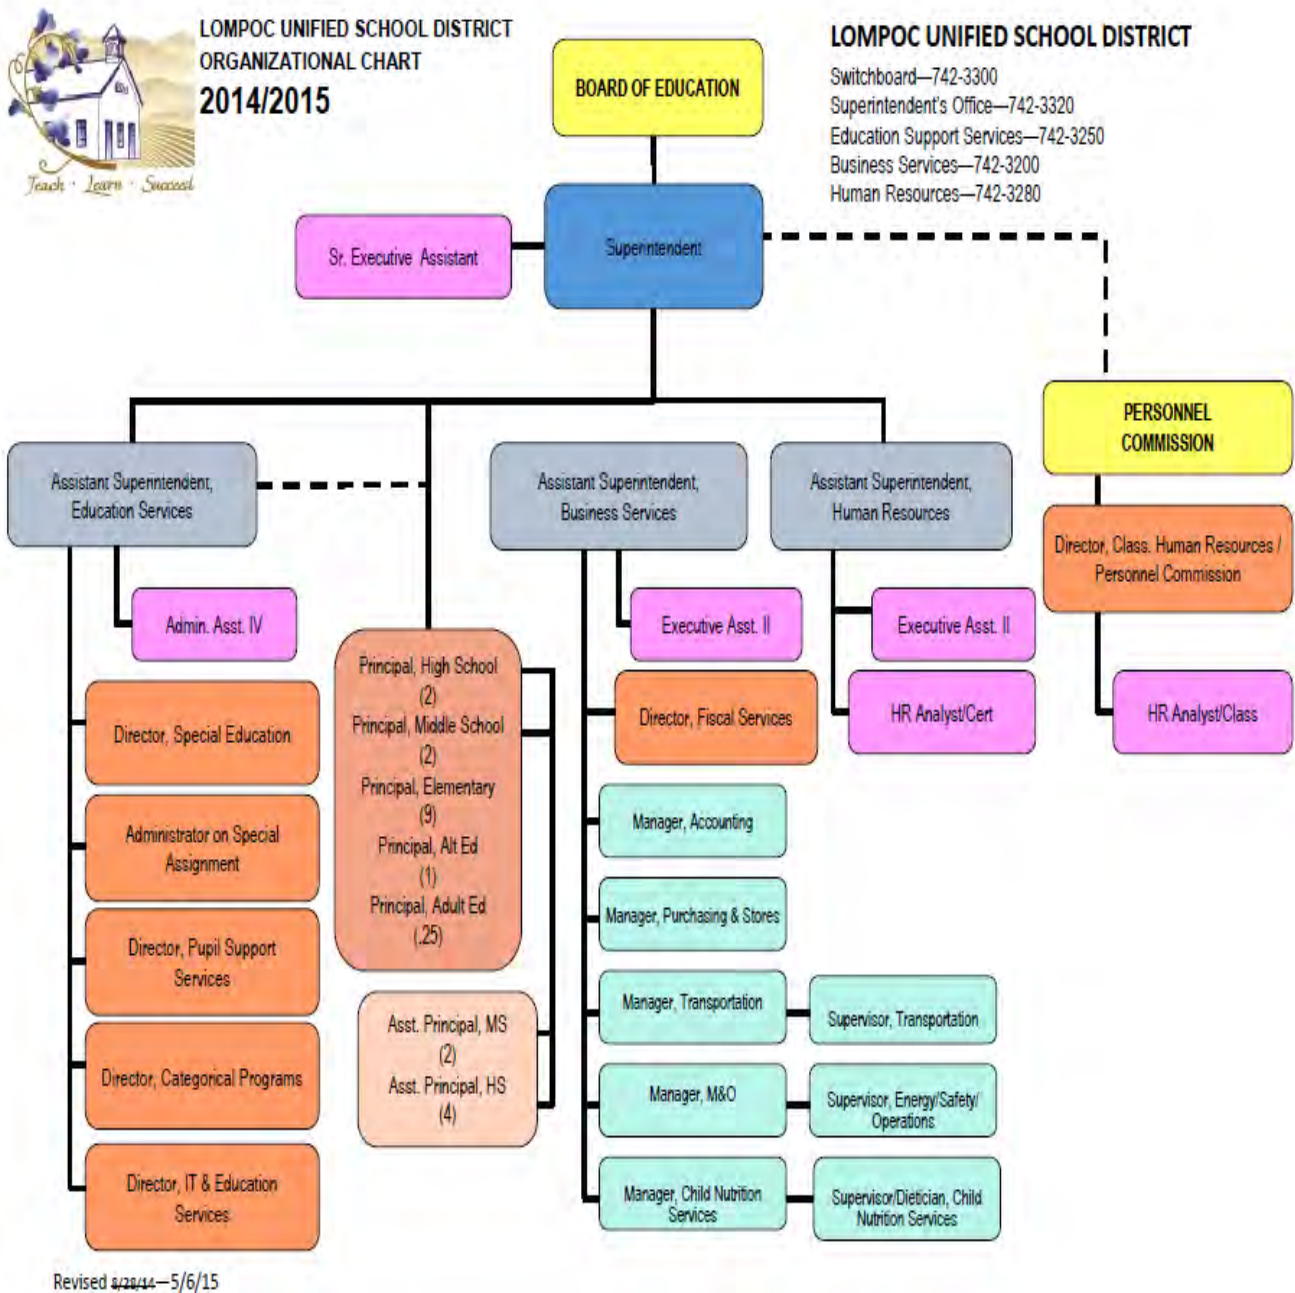 LOMPOC UNIFIED SCHOOL DISTRICT
ORGANIZATIONAL CHART
2014/2015
Teach · Learn · Succeed
BOARD OF EDUCATION
LOMPOC UNIFIED SCHOOL DISTRICT
Switchboard—742-3300
Superintendent's Office—742-3320
Education Support Services—742-3250
Business Services—742-3200
Human Resources—742-3280
Sr. Executive Assistant
Superintendent
PERSONNEL
COMMISSION
Assistant Superintendent,
Education Services
Assistant Superintendent,
Business Services
Assistant Superintendent,
Human Resources
Director, Class. Human Resources /
Personnel Commission
Admin. Asst. IV
Executive Asst. II
Executive Asst. II
Principal, High School
(2)
Principal, Middle School
(2)
Principal, Elementary
(9)
Principal, Alt Ed
(1)
Principal, Adult Ed
(.25)
Director, Special Education
Director, Fiscal Services
HR Analyst/Cert
HR Analyst/Class
Administrator on Special
Assignment
Manager, Accounting
Director, Pupil Support
Services
Manager, Purchasing & Stores
Asst. Principal, MS
(2)
Asst. Principal, HS
(4)
Manager, Transportation
Supervisor, Transportation
Director, Categorical Programs
Manager, M&O
Supervisor, Energy/Safety/
Operations
Director, IT & Education
Services
Manager, Child Nutrition
Services
Supervisor/Dietician, Child
Nutrition Services
Revised 8/28/14—5/6/15